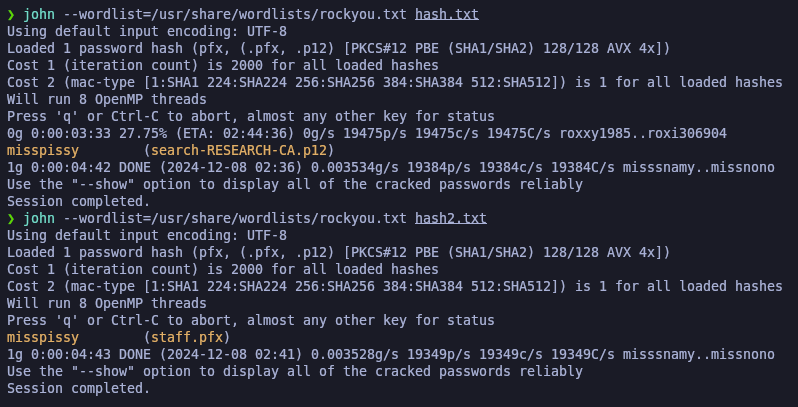 ❯ john --wordlist=/usr/share/wordlists/rockyou.txt hash.txt
Using default input encoding: UTF-8
Loaded 1 password hash (pfx, (.pfx, .p12) [PKCS#12 PBE (SHA1/SHA2) 128/128 AVX 4x])
Cost 1 (iteration count) is 2000 for all loaded hashes
Cost 2 (mac-type [1:SHA1 224:SHA224 256:SHA256 384:SHA384 512:SHA512]) is 1 for all loaded hashes
Will run 8 OpenMP threads
Press 'q' or Ctrl-C to abort, almost any other key for status
0g 0:00:03:33 27.75% (ETA: 02:44:36) 0g/s 19475p/s 19475c/s 19475C/s roxxy1985..roxi306904
misspissy        (search-RESEARCH-CA.p12)
1g 0:00:04:42 DONE (2024-12-08 02:36) 0.003534g/s 19384p/s 19384c/s 19384C/s misssnamy..missnono
Use the "--show" option to display all of the cracked passwords reliably
Session completed.
❯ john --wordlist=/usr/share/wordlists/rockyou.txt hash2.txt
Using default input encoding: UTF-8
Loaded 1 password hash (pfx, (.pfx, .p12) [PKCS#12 PBE (SHA1/SHA2) 128/128 AVX 4x])
Cost 1 (iteration count) is 2000 for all loaded hashes
Cost 2 (mac-type [1:SHA1 224:SHA224 256:SHA256 384:SHA384 512:SHA512]) is 1 for all loaded hashes
Will run 8 OpenMP threads
Press 'q' or Ctrl-C to abort, almost any other key for status
misspissy        (staff.pfx)
1g 0:00:04:43 DONE (2024-12-08 02:41) 0.003528g/s 19349p/s 19349c/s 19349C/s misssnamy..missnono
Use the "--show" option to display all of the cracked passwords reliably
Session completed.